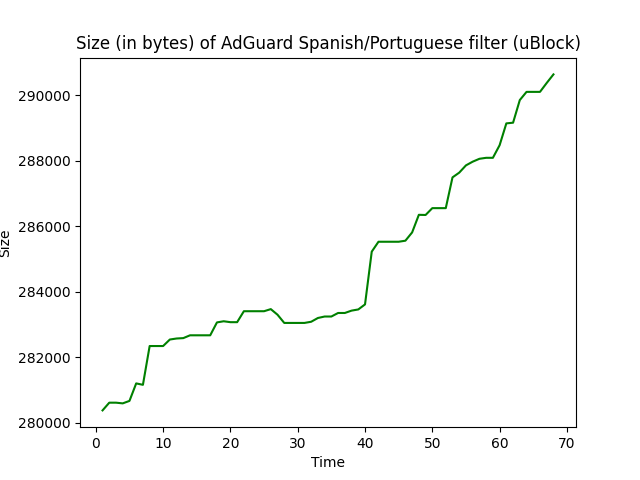 Size (in bytes) of AdGuard Spanish/Portuguese filter (uBlock)
290000
288000
286000
284000
282000
280000
Size
0 10 20 30 40 50 60 70
Time